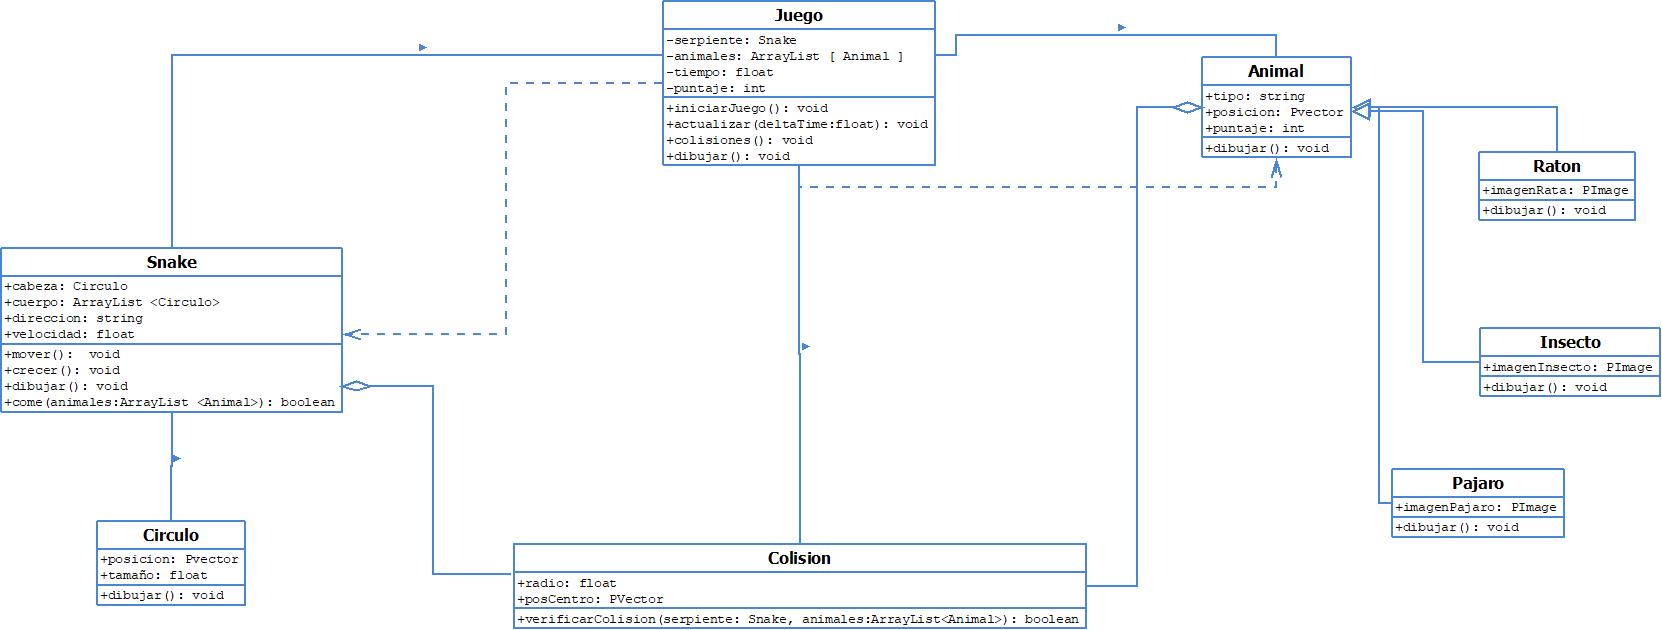 Juego
-serpiente: Snake
-animales: ArrayList [ Animal ]
-tiempo: float
-puntaje: int
+iniciarJuego(): void
+actualizar(deltaTime:float): void
+colisiones(): void
+dibujar(): void
Animal
+tipo: string
+posicion: Pvector
+puntaje: int
+dibujar(): void
Raton
+imagenRata: PImage
+dibujar(): void
Snake
+cabeza: Circulo
+cuerpo: ArrayList <Circulo>
+direccion: string
+velocidad: float
+mover():  void
+crecer(): void
+dibujar(): void
+come(animales:ArrayList <Animal>): boolean
Insecto
+imagenInsecto: PImage
+dibujar(): void
Pajaro
+imagenPajaro: PImage
+dibujar(): void
Circulo
+posicion: Pvector
+tamaño: float
+dibujar(): void
Colision
+radio: float
+posCentro: PVector
+verificarColision(serpiente: Snake, animales:ArrayList<Animal>): boolean